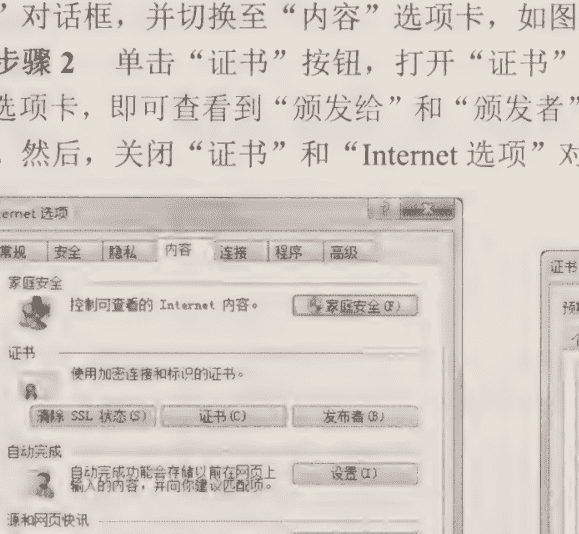 ”对话框，并切换至“内容”选项卡，如图
步骤 2 单击“证书”按钮，打开“证书”
选项卡，即可查看到“颁发给”和“颁发者”
然后，关闭“证书”和“Internet 选项”对
ernet 选项
常规 安全 隐私 内容 连接 程序 高级
家庭安全
控制可查看的 Internet 内容。 家庭安全(F)
证书
使用加密连接和标识的证书。
清除 SSL 状态(S) 证书(C) 发布者(B)
自动完成
自动完成功能会存储以前在网页上 设置(I)
输入的内容，并向你建议匹配项。
源和网页快讯
证书
预期